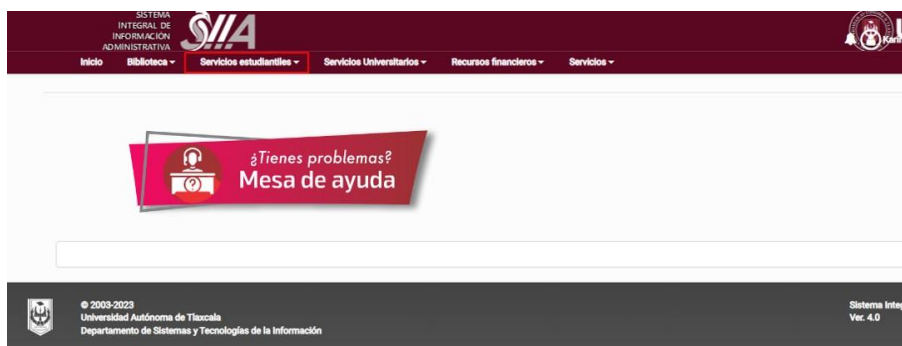 SISTEMA
INTEGRAL DE
INFORMACIÓN
ADMINISTRATIVA
SIIA
Inicio Biblioteca Servicios estudiantiles Servicios Universitarios Recursos financieros Servicios
¿Tienes problemas?
Mesa de ayuda
© 2003-2023
Universidad Autónoma de Tlaxcala
Departamento de Sistemas y Tecnologías de la Información
Sistema
Ver. 4.0